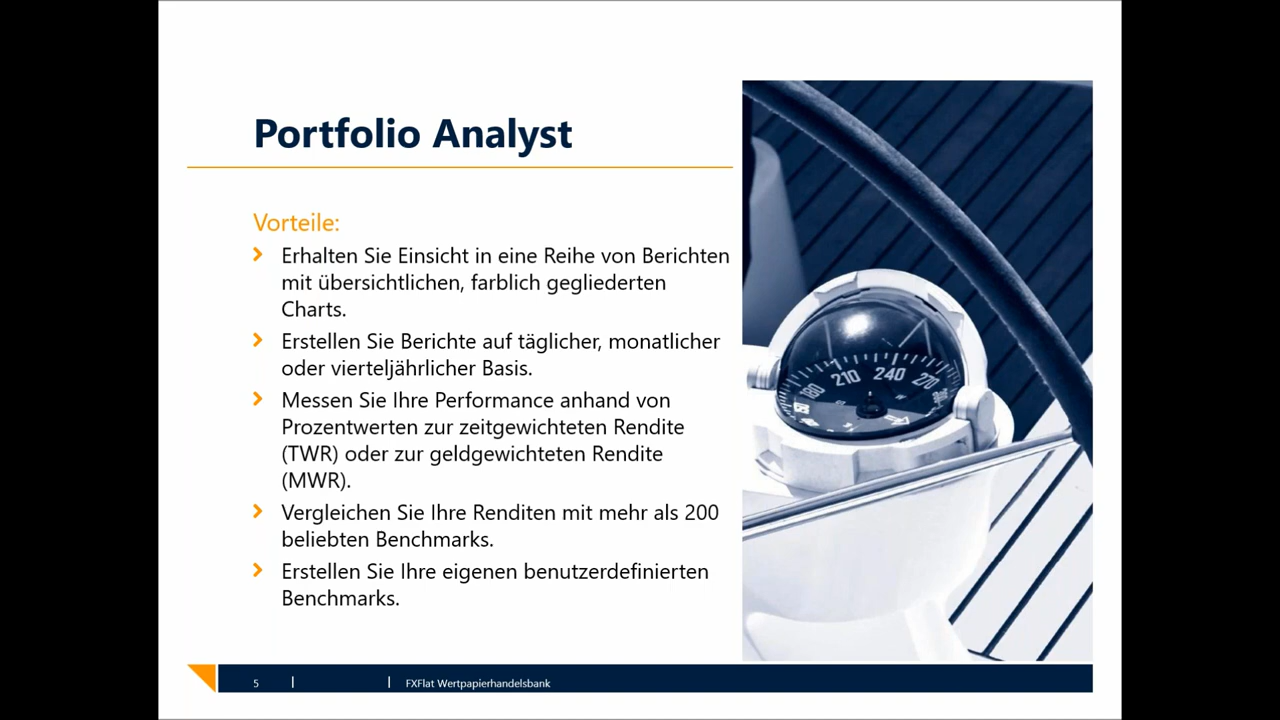 Portfolio Analyst
Vorteile:
Erhalten Sie Einsicht in eine Reihe von Berichten
mit übersichtlichen, farblich gegliederten
Charts.
Erstellen Sie Berichte auf täglicher, monatlicher
oder vierteljährlicher Basis.
Messen Sie Ihre Performance anhand von
Prozentwerten zur zeitgewichteten Rendite
(TWR) oder zur geldgewichteten Rendite
(MWR).
Vergleichen Sie Ihre Renditen mit mehr als 200
beliebten Benchmarks.
Erstellen Sie Ihre eigenen benutzerdefinierten
Benchmarks.
180 210 240 270
5 | | FXFlat Wertpapierhandelsbank